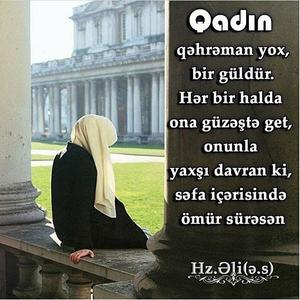 Qadın
qəhrəman yox,
bir güldür.
Hər bir halda
ona güzəştə get,
onunla
yaxşı davran ki,
səfa içərisində
ömür sürəsən
Hz.Əli(ə.s)